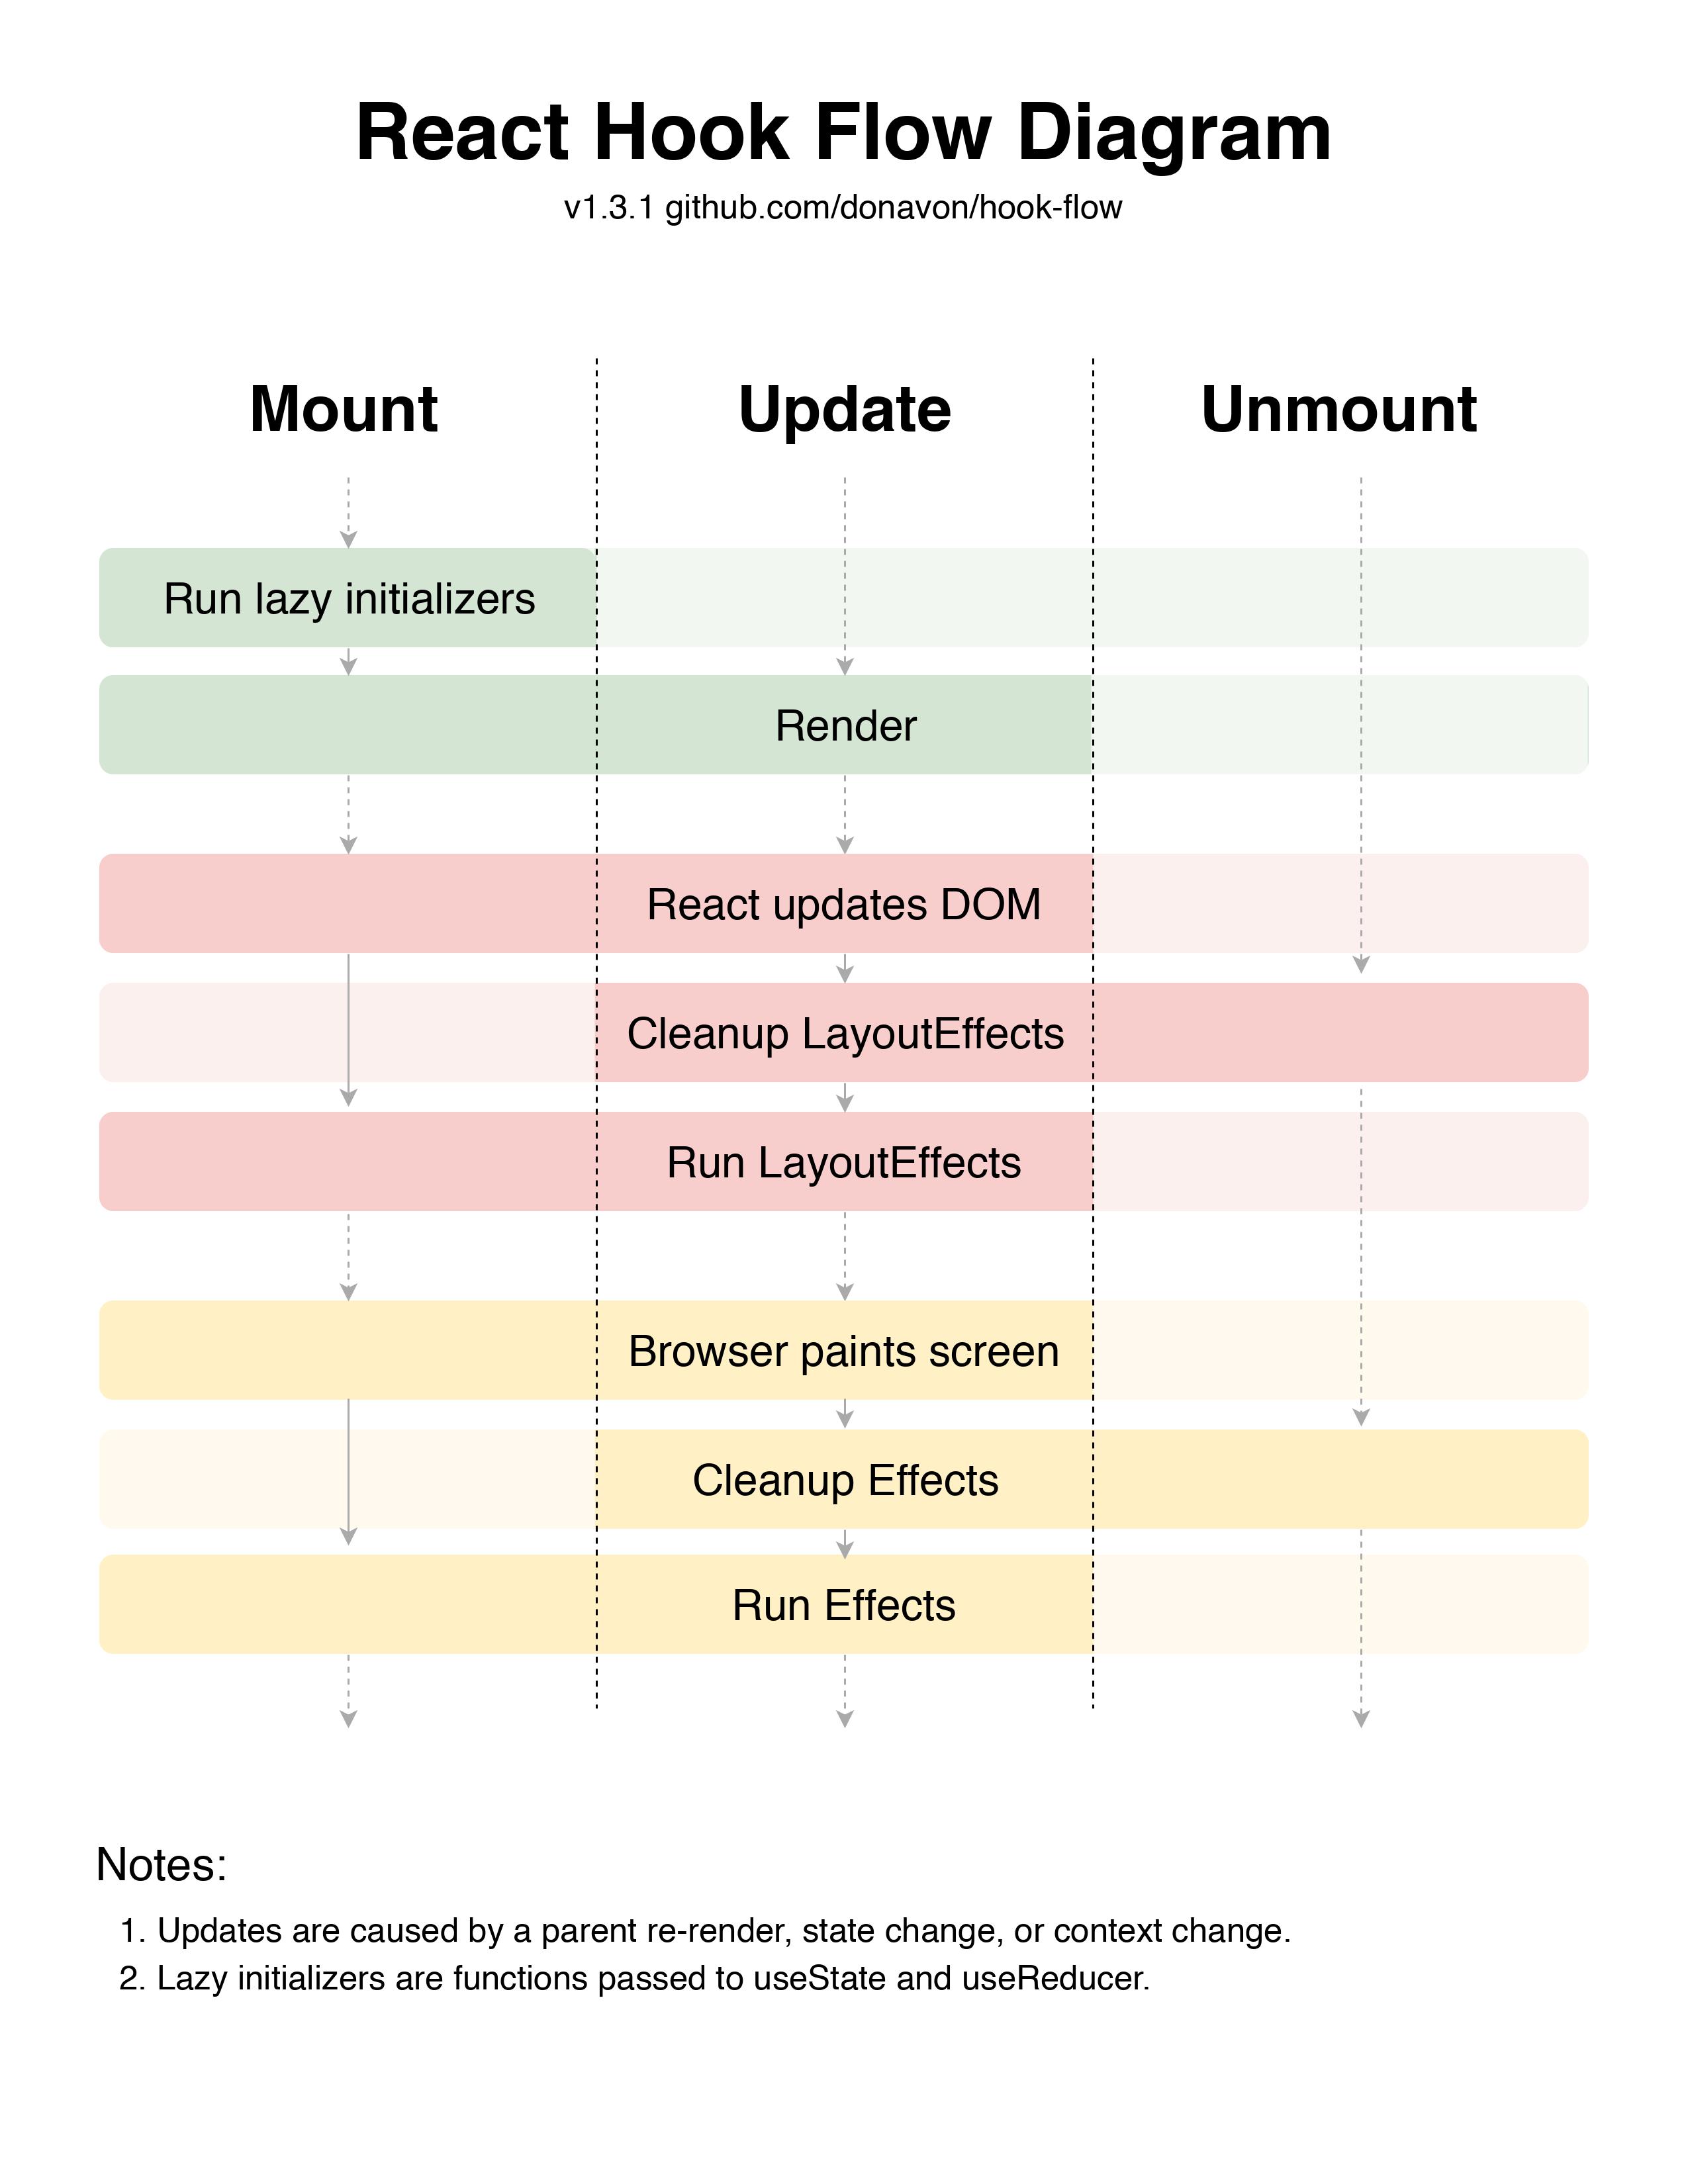 React Hook Flow Diagram
v1.3.1 github.com/donavon/hook-flow
Mount
Update
Unmount
Run lazy initializers
Render
React updates DOM
Cleanup LayoutEffects
Run LayoutEffects
Browser paints screen
Cleanup Effects
Run Effects
Notes:
1. Updates are caused by a parent re-render, state change, or context change.
2. Lazy initializers are functions passed to useState and useReducer.